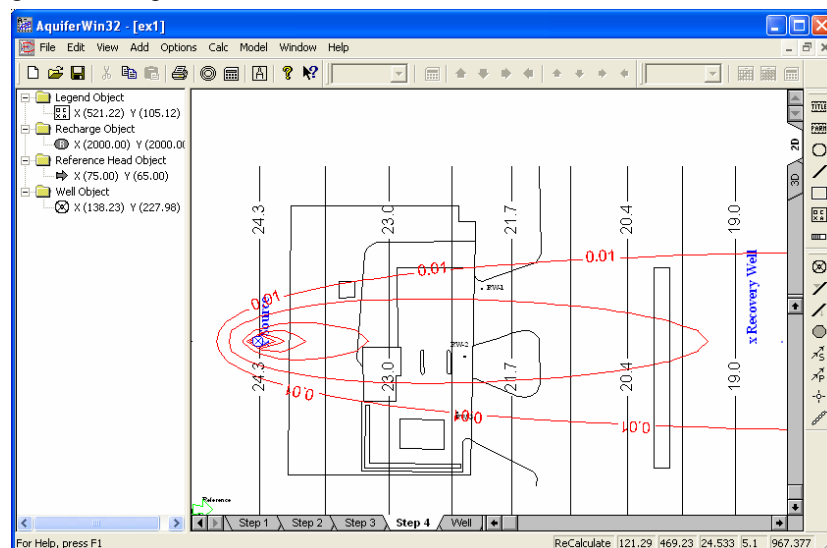 AquiferWin32 - [ex1]
File Edit View Add Options Calc Model Window Help
Legend Object
X (521.22) Y (105.12)
Recharge Object
X (2000.00) Y (2000.00
Reference Head Object
X (75.00) Y (65.00)
Well Object
X (138.23) Y (227.98)
24.3 23.0 21.7 20.4 19.0
0.01 0.01
0.01
RW-1
x Source
x Recovery Well
RW-2
24.3 23.0 21.7 20.4 19.0
0.01 0.01 0.01
Reference
2D
3D
TITLE
PARM
S
P
Step 1 Step 2 Step 3 Step 4 Well
For Help, press F1
ReCalculate 121.29 469.23 24.533 5.1 967.377